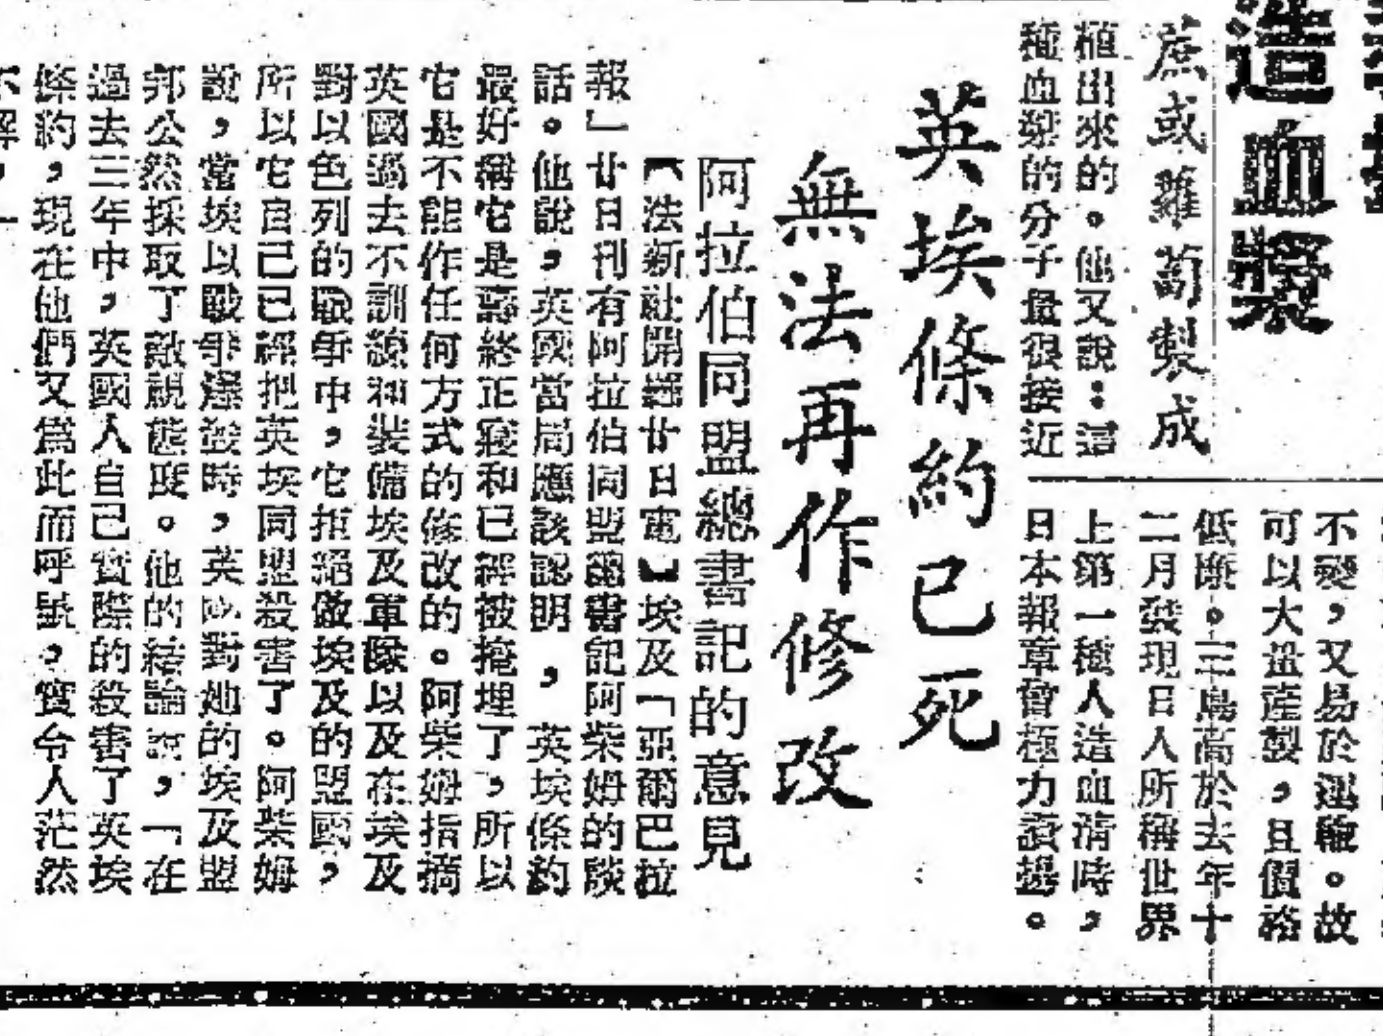 造血漿
蔗或蘿蔔製成
植出來的。他又說：這
種血漿的分子量很接近
不變，又易於運輸。故
可以大量產製，且價格
低廉。三島高於去年十
二月發現日人所稱世界
上第一種人造血清時，
日本報章曾極力讚揚。
英埃條約已死
無法再作修改
阿拉伯同盟總書記的意見
【法新社開羅廿日電】埃及「亞爾巴拉
報」廿日刊有阿拉伯同盟總書記阿柴姆的談
話。他說，英國當局應該認明，英埃條約
最好稱它是壽終正寢和已經被掩埋了，所以
它是不能作任何方式的修改的。阿柴姆指摘
英國過去不訓練和裝備埃及軍隊以及在埃及
對以色列的戰爭中，它拒絕做埃及的盟國，
所以它自己已經把英埃同盟殺害了。阿柴姆
說，當埃以戰爭爆發時，英國對她的埃及盟
邦公然採取了敵視態度。他的結論說，「在
過去三年中，英國人自己實際的殺害了英埃
條約，現在他們又爲此而呼號，實令人茫然
不解，」